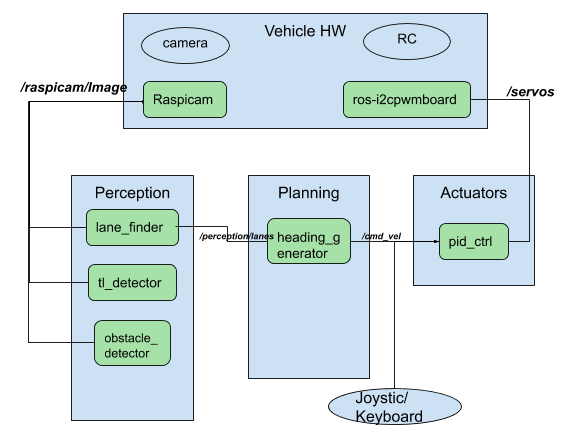 Vehicle HW
camera
RC
/raspicam/Image
Raspicam
ros-i2cpwmboard
/servos
Perception
Planning
Actuators
lane_finder
/perception/lanes
heading_g
enerator
/cmd_vel
pid_ctrl
tl_detector
obstacle_
detector
Joystic/
Keyboard